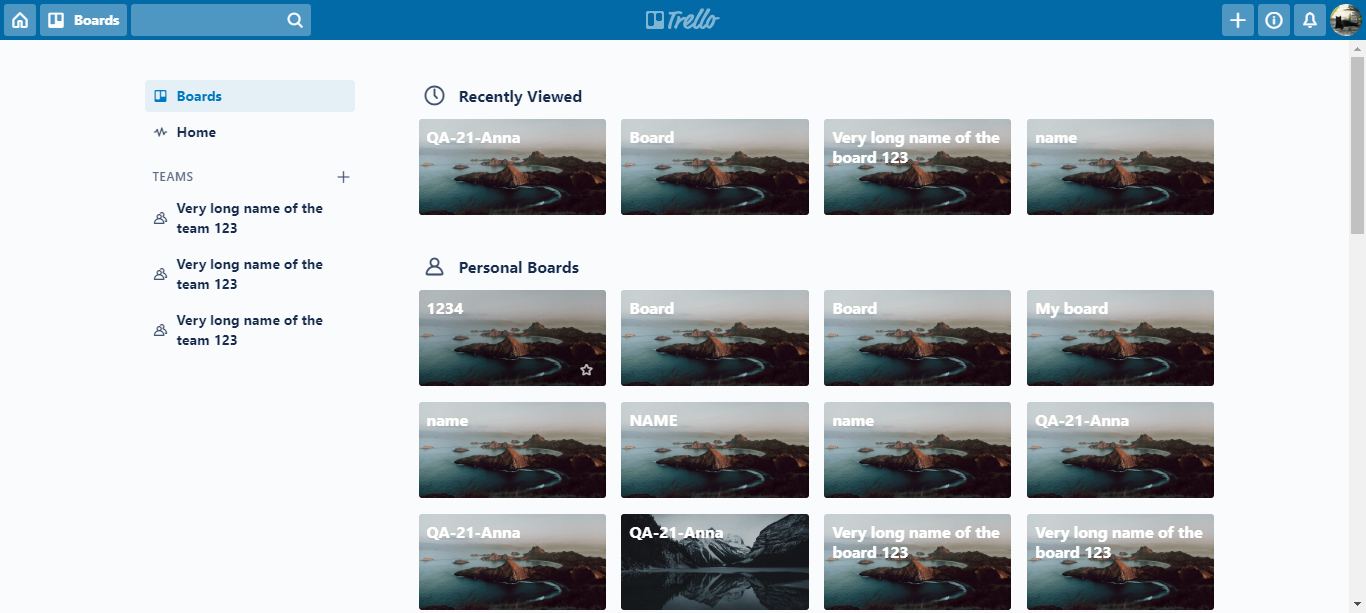 Boards
Trello
Boards
Home
TEAMS
Very long name of the
team 123
Very long name of the
team 123
Very long name of the
team 123
Recently Viewed
QA-21-Anna
Board
Very long name of the
board 123
name
Personal Boards
1234
Board
Board
My board
name
NAME
name
QA-21-Anna
QA-21-Anna
QA-21-Anna
Very long name of the
board 123
Very long name of the
board 123